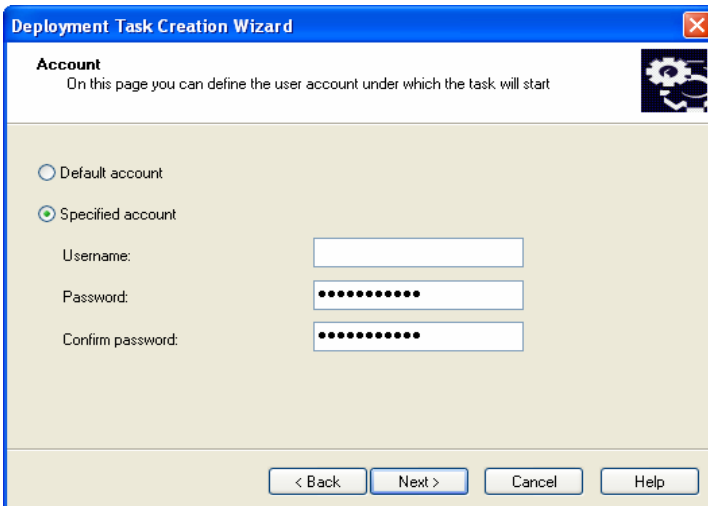 Deployment Task Creation Wizard
Account
On this page you can define the user account under which the task will start
Default account
Specified account
Username:
Password:
●●●●●●●●●●●
Confirm password:
●●●●●●●●●●●
< Back Next > Cancel Help